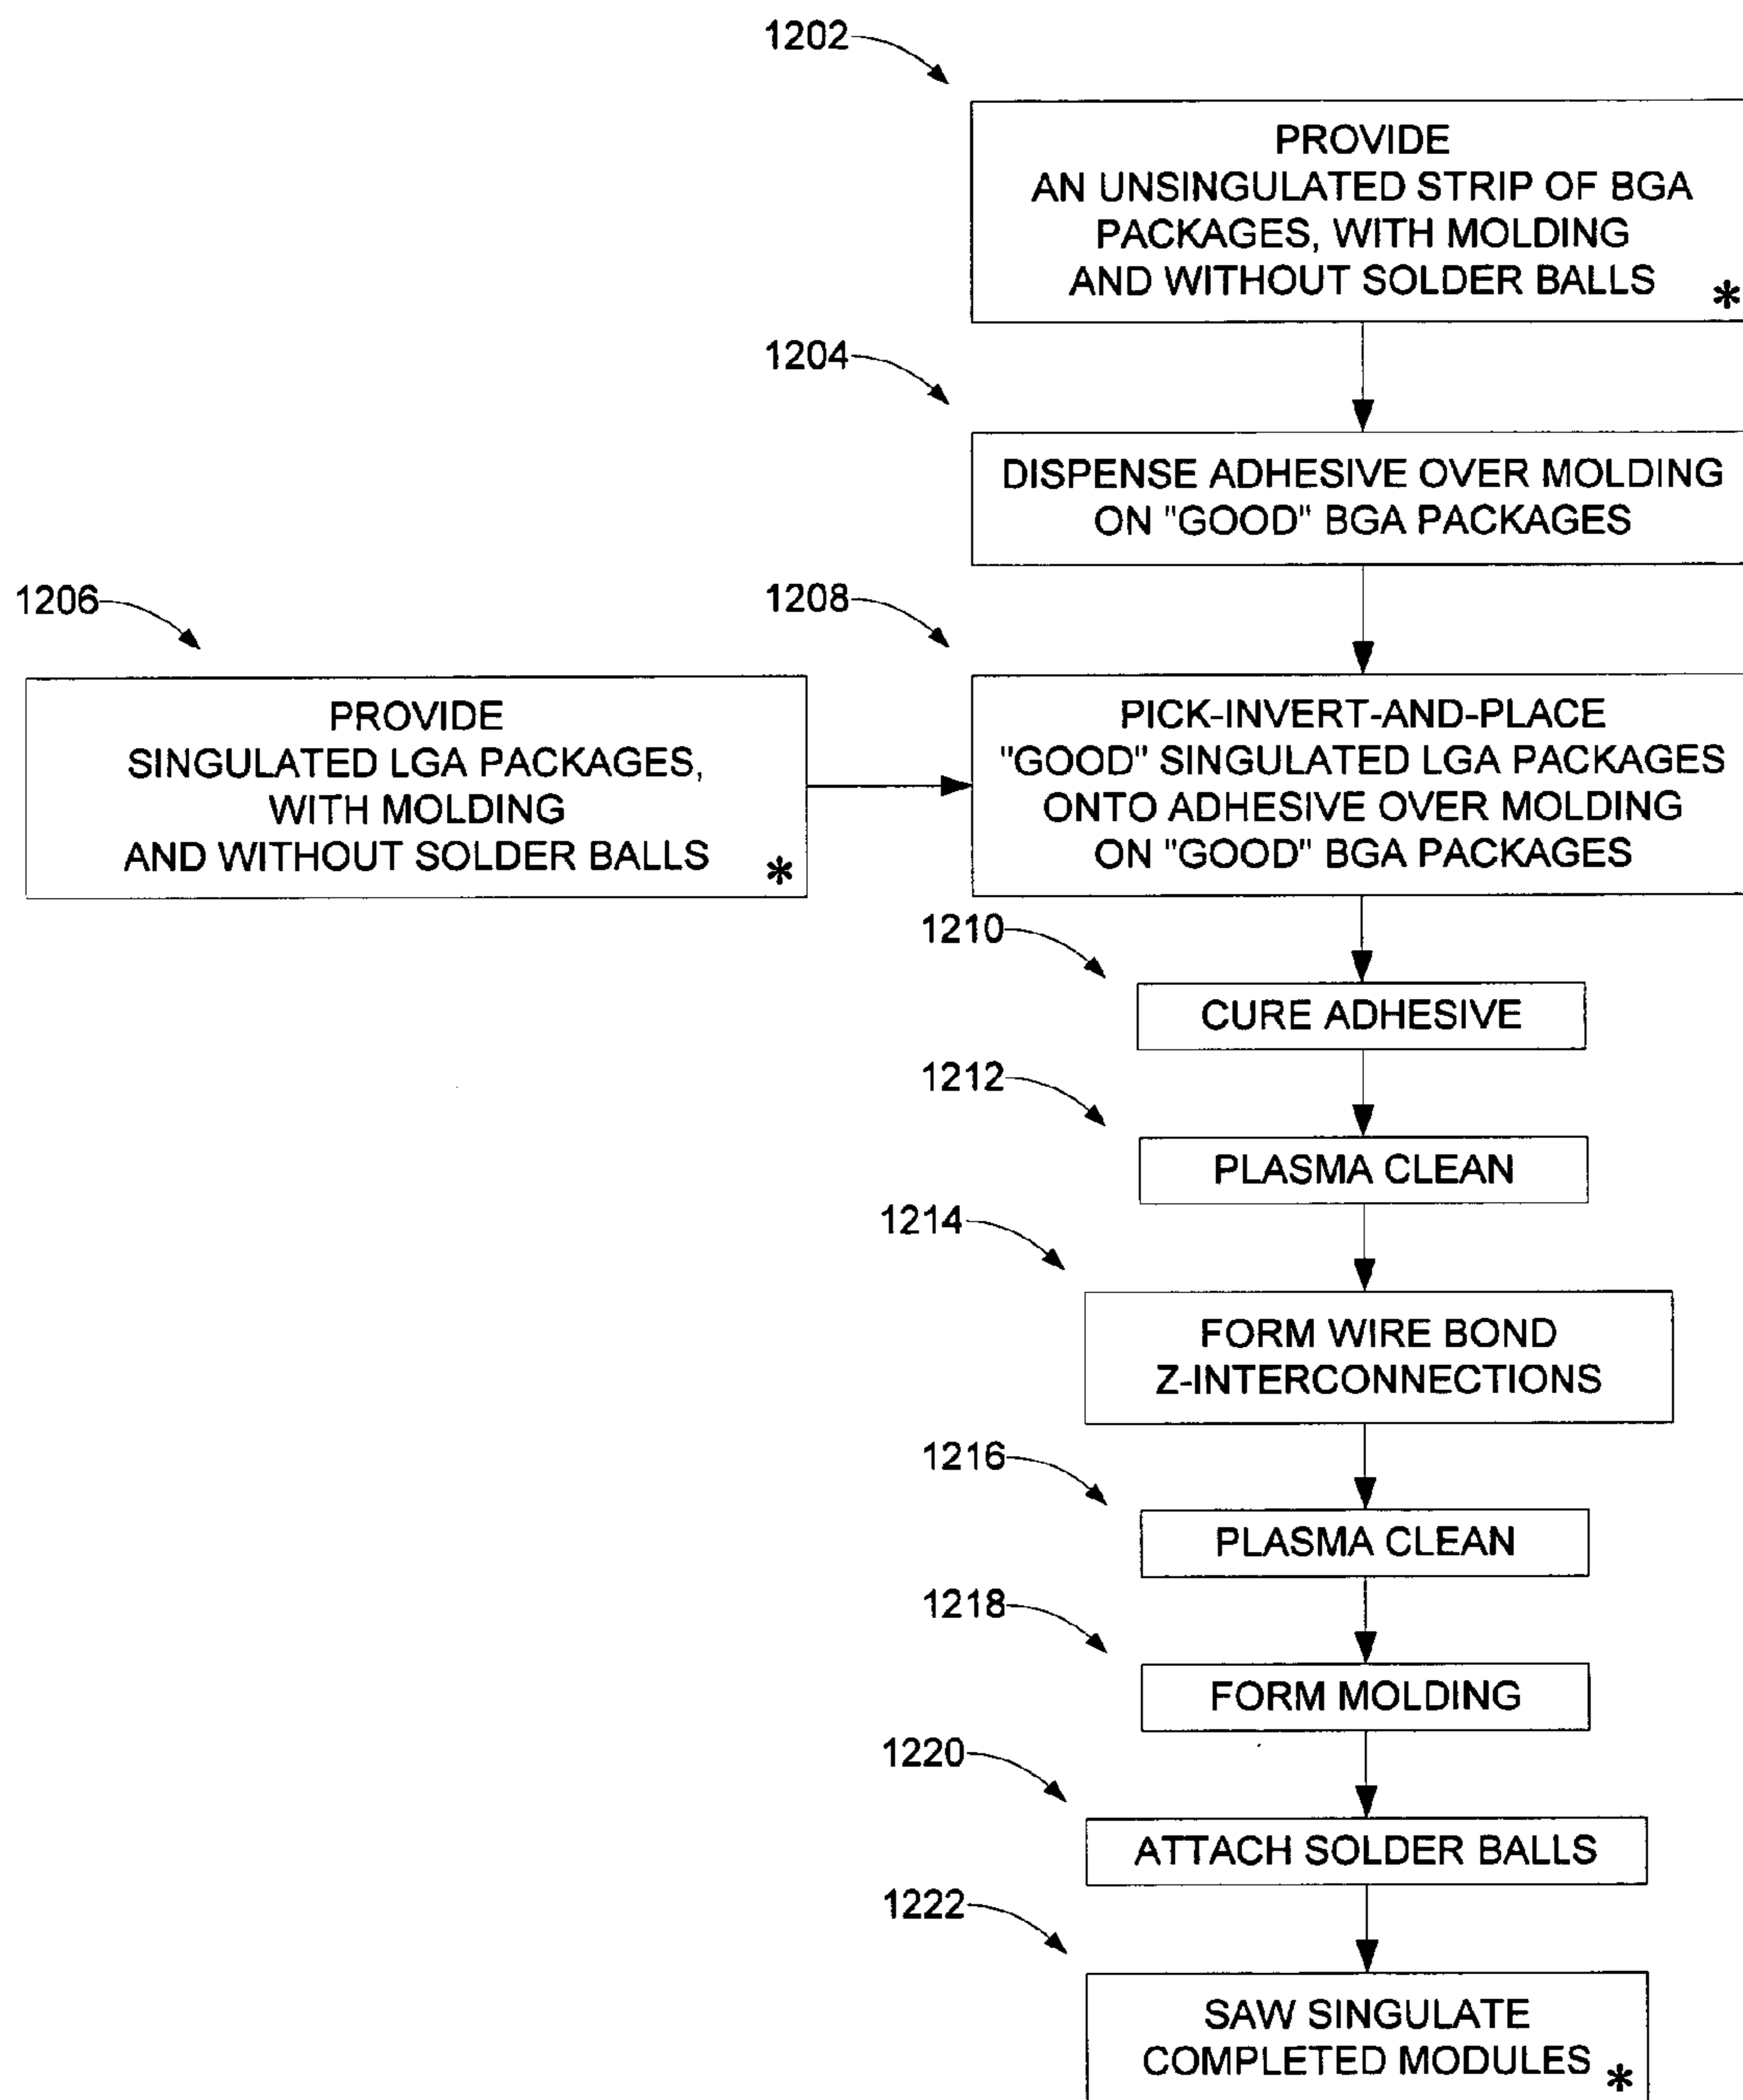 1202
PROVIDE
AN UNSINGULATED STRIP OF BGA
PACKAGES, WITH MOLDING
AND WITHOUT SOLDER BALLS *
1204
DISPENSE ADHESIVE OVER MOLDING
ON "GOOD" BGA PACKAGES
1206
PROVIDE
SINGULATED LGA PACKAGES,
WITH MOLDING
AND WITHOUT SOLDER BALLS *
1208
PICK-INVERT-AND-PLACE
"GOOD" SINGULATED LGA PACKAGES
ONTO ADHESIVE OVER MOLDING
ON "GOOD" BGA PACKAGES
1210
CURE ADHESIVE
1212
PLASMA CLEAN
1214
FORM WIRE BOND
Z-INTERCONNECTIONS
1216
PLASMA CLEAN
1218
FORM MOLDING
1220
ATTACH SOLDER BALLS
1222
SAW SINGULATE
COMPLETED MODULES *